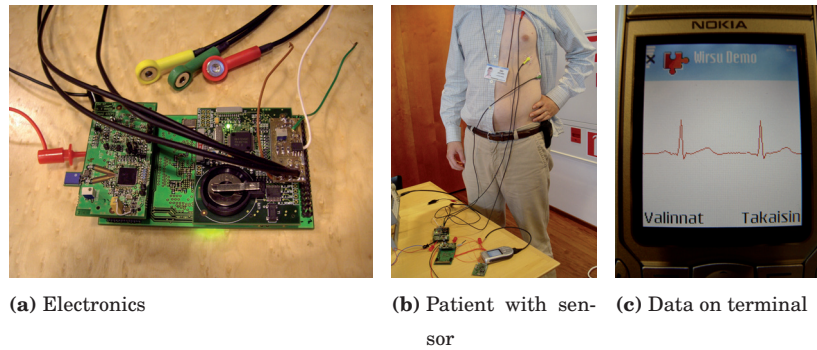 NOKIA
Wirsu Demo
Valinnat Takaisin
(a) Electronics
(b) Patient with sen-
sor
(c) Data on terminal